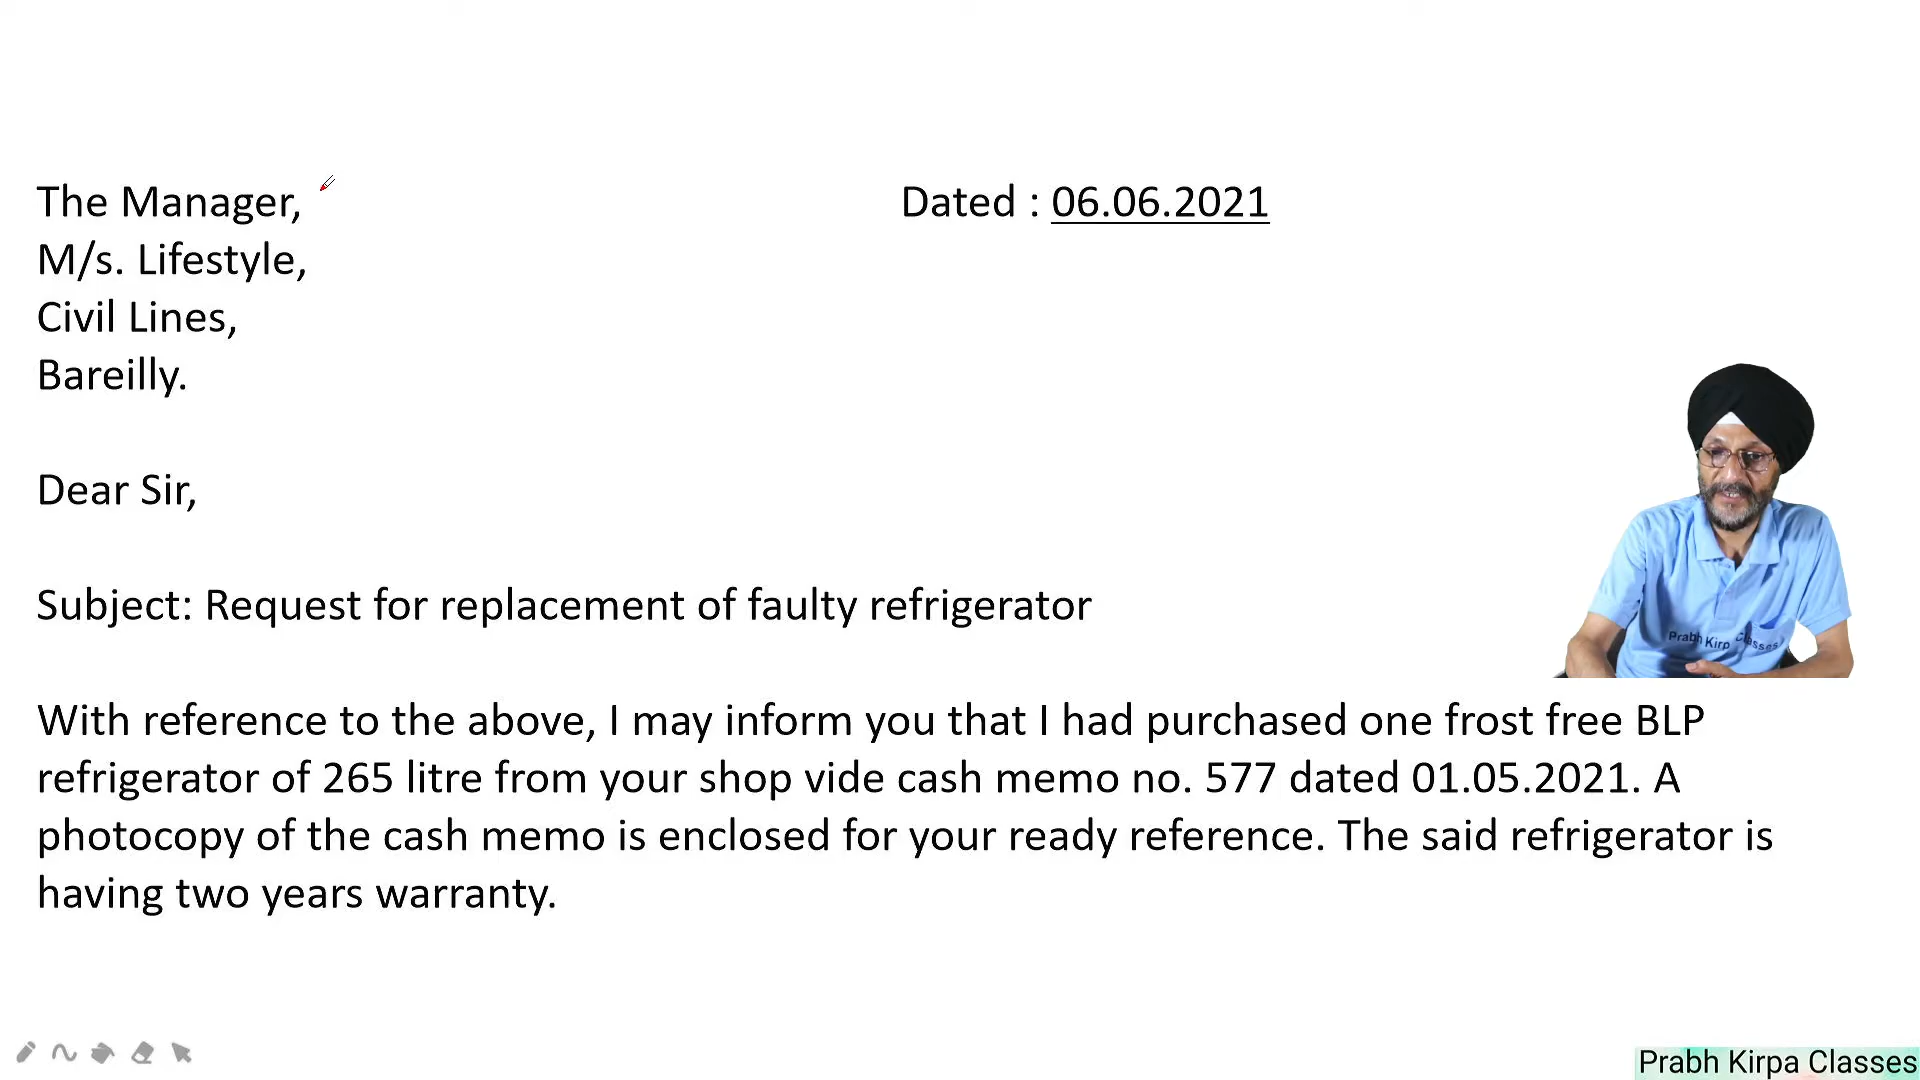 The Manager, Dated : 06.06.2021
M/s. Lifestyle,
Civil Lines,
Bareilly.
Dear Sir,
Subject: Request for replacement of faulty refrigerator
With reference to the above, I may inform you that I had purchased one frost free BLP
refrigerator of 265 litre from your shop vide cash memo no. 577 dated 01.05.2021. A
photocopy of the cash memo is enclosed for your ready reference. The said refrigerator is
having two years warranty.
Prabh Kirp Classes
Prabh Kirpa Classes